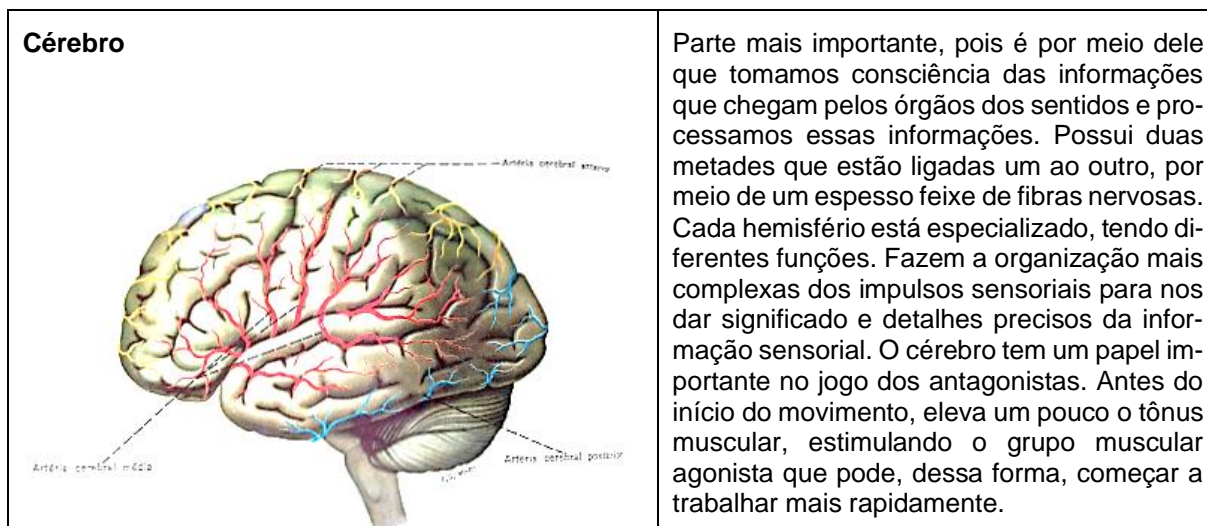 Cérebro
Parte mais importante, pois é por meio dele
que tomamos consciência das informações
que chegam pelos órgãos dos sentidos e pro-
cessamos essas informações. Possui duas
metades que estão ligadas um ao outro, por
meio de um espesso feixe de fibras nervosas.
Cada hemisfério está especializado, tendo di-
ferentes funções. Fazem a organização mais
complexas dos impulsos sensoriais para nos
dar significado e detalhes precisos da infor-
mação sensorial. O cérebro tem um papel im-
portante no jogo dos antagonistas. Antes do
início do movimento, eleva um pouco o tônus
muscular, estimulando o grupo muscular
agonista que pode, dessa forma, começar a
trabalhar mais rapidamente.
Artéria cerebral
Artéria cerebral média
Artéria cerebral posterior